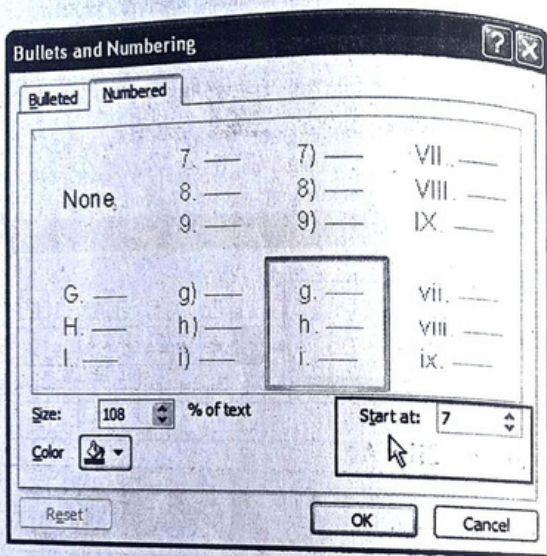 Bullets and Numbering
Bulleted Numbered
None
7.
8.
9.
7)
8)
9)
VII.
VIII.
IX.
G.
H.
I.
g)
h)
i)
g.
h.
i.
vii.
viii.
ix.
Size: 108 % of text
Start at: 7
Color
Reset
OK
Cancel